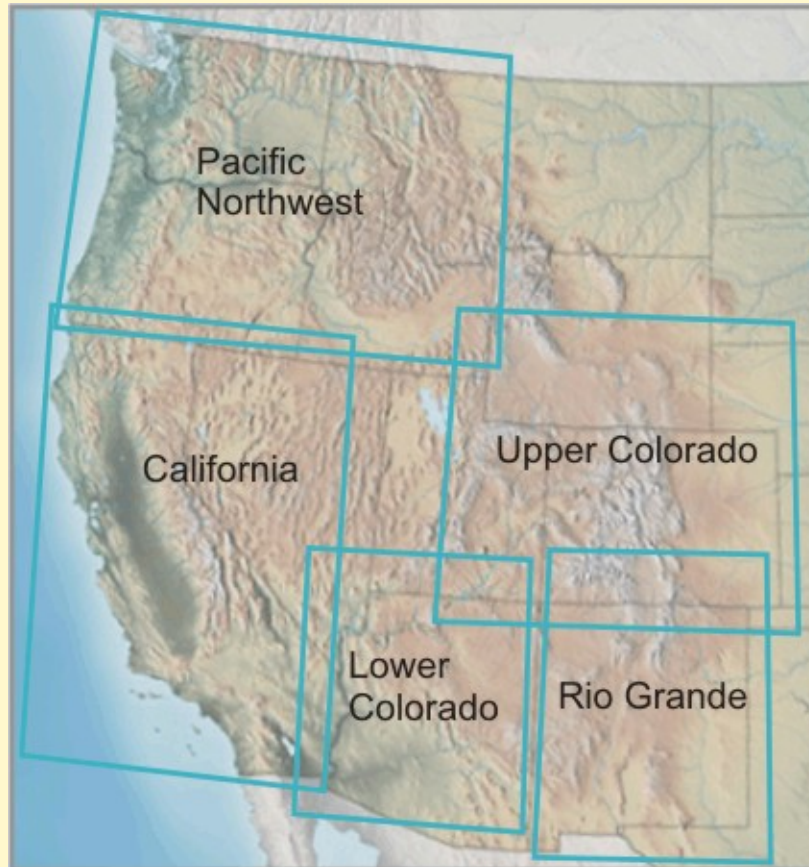 Pacific
Northwest
California
Upper Colorado
Lower
Colorado
Rio Grande